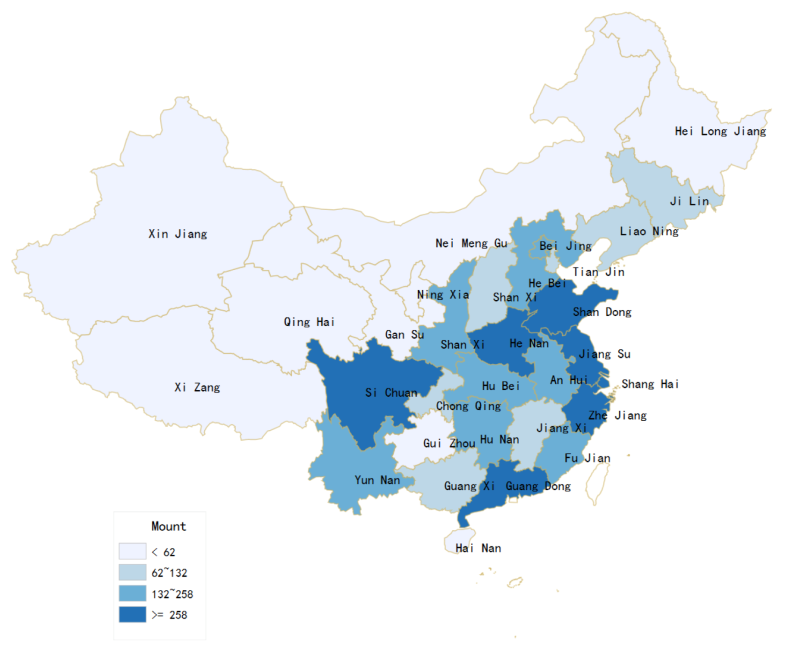 Hei Long Jiang
Ji Lin
Xin Jiang
Liao Ning
Nei Meng Gu
Bei Jing
Tian Jin
He Bei
Ning Xia
Shan Xi
Shan Dong
Qing Hai
Gan Su
Shan Xi
He Nan
Jiang Su
Xi Zang
Si Chuan
Hu Bei
An Hui
Shang Hai
Chong Qing
Zhe Jiang
Jiang Xi
Gui Zhou
Hu Nan
Fu Jian
Yun Nan
Guang Xi
Guang Dong
Hai Nan
Mount
< 62
62~132
132~258
>= 258